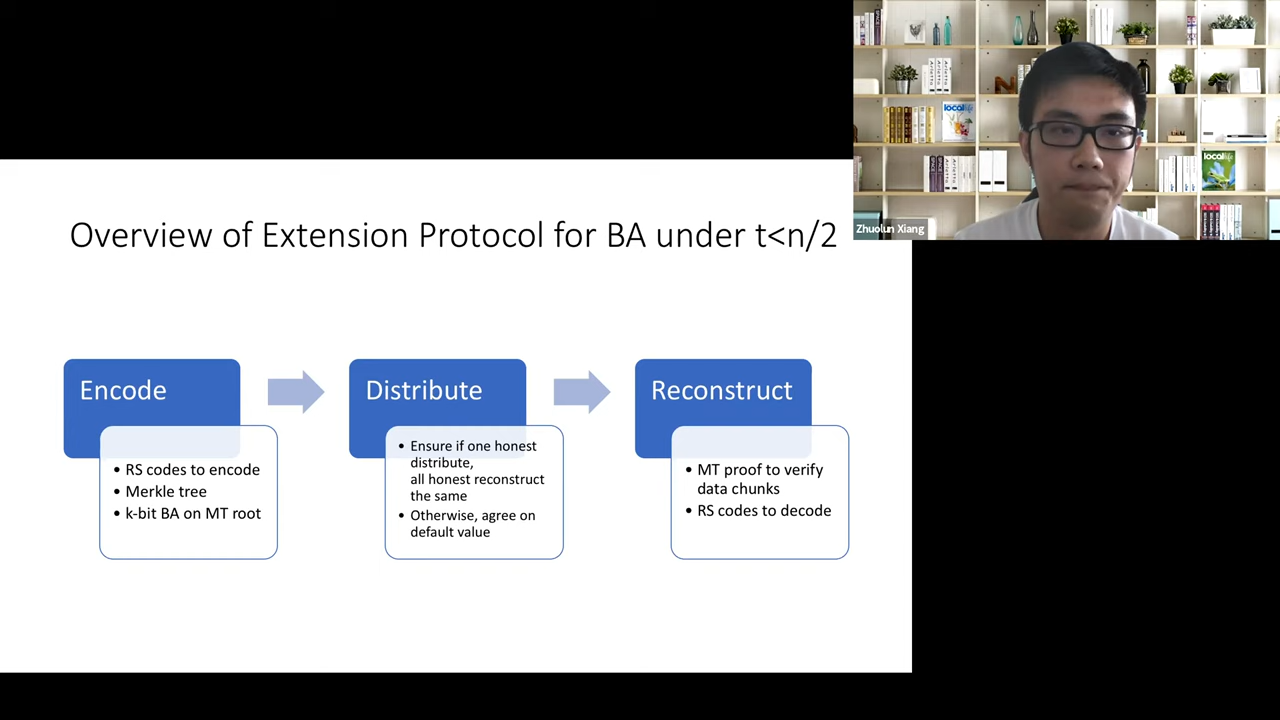 local
local
Zhuolun Xiang
Overview of Extension Protocol for BA under t<n/2
Encode
• RS codes to encode
• Merkle tree
• k-bit BA on MT root
Distribute
• Ensure if one honest
distribute,
all honest reconstruct
the same
• Otherwise, agree on
default value
Reconstruct
• MT proof to verify
data chunks
• RS codes to decode